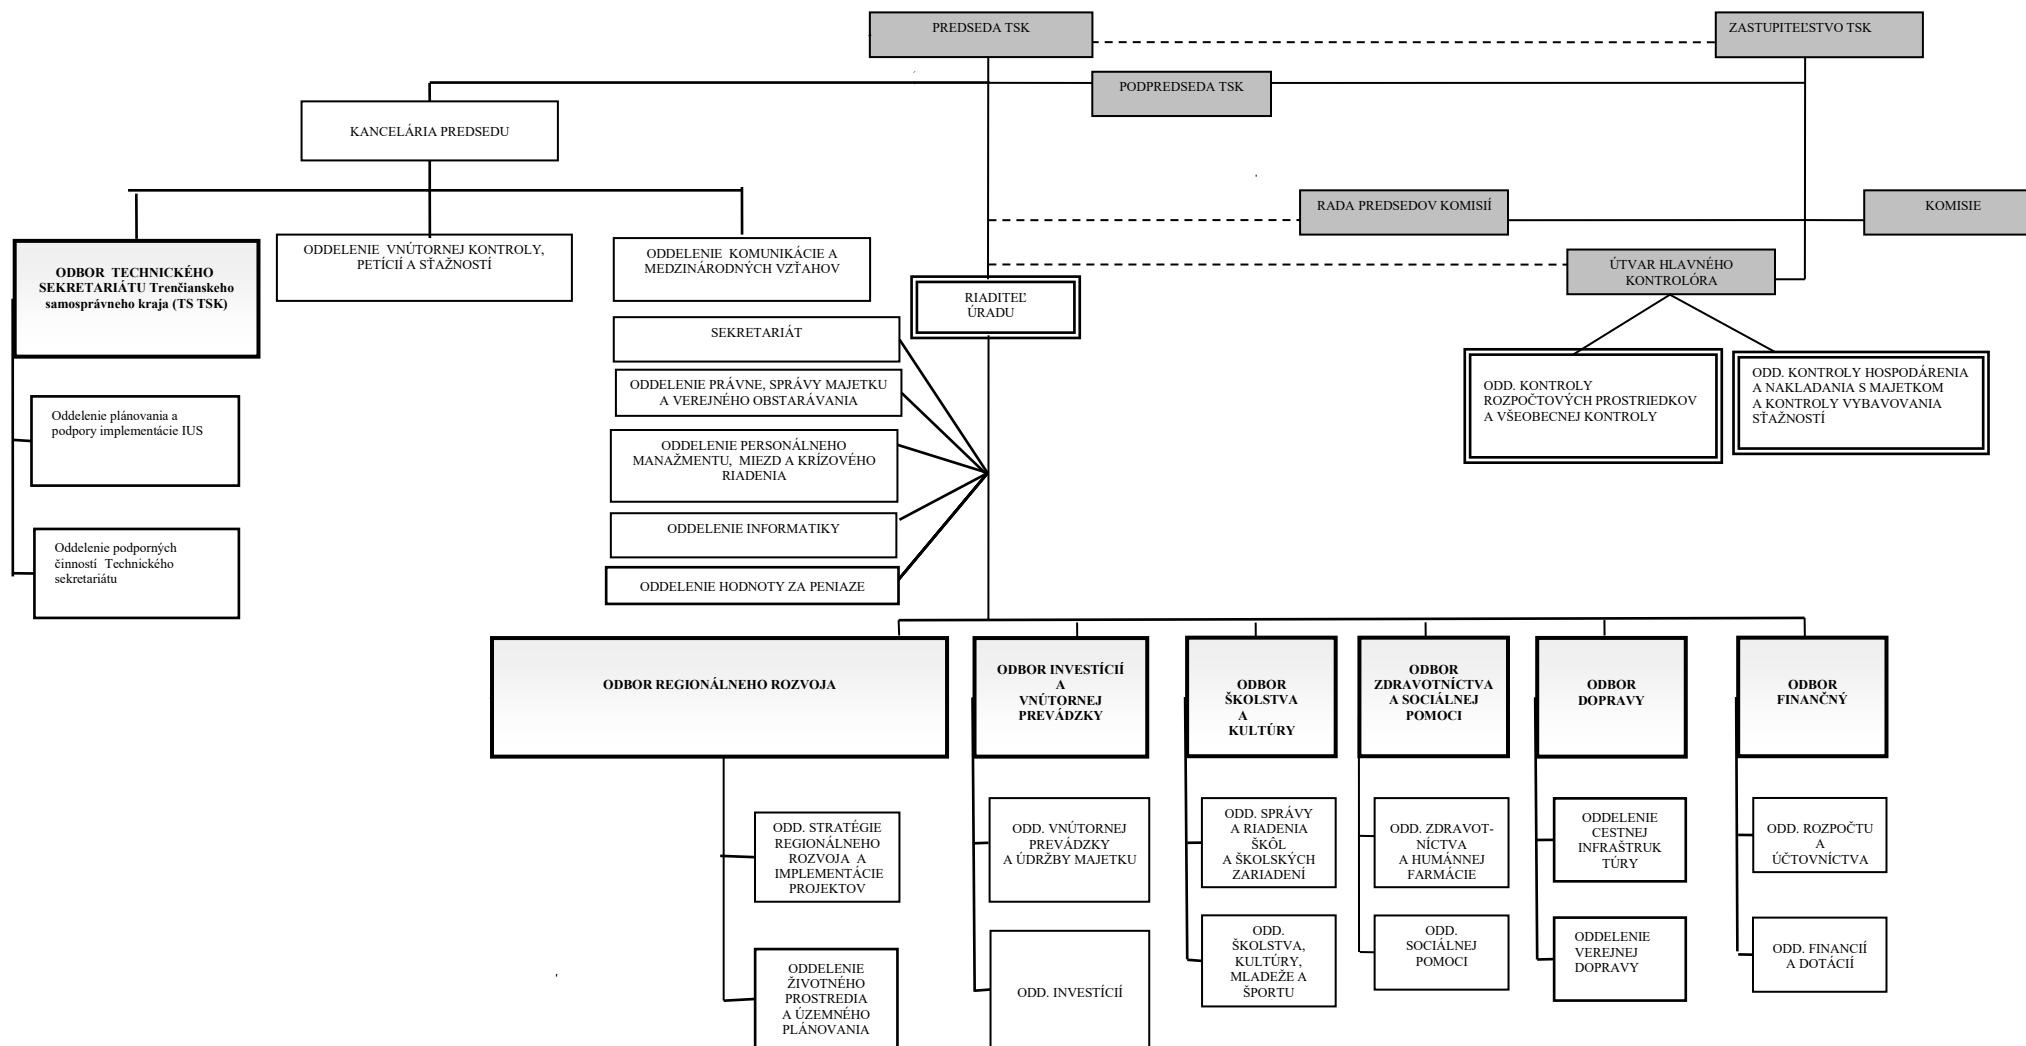 PREDSEDA TSK
ZASTUPITEĽSTVO TSK
PODPREDSEDA TSK
KANCELÁRIA PREDSEDU
RADA PREDSEDOV KOMISIÍ
KOMISIE
ODBOR TECHNICKÉHO
SEKRETARIÁTU Trenčianskeho
samosprávneho kraja (TS TSK)
ODDELENIE VNÚTORNEJ KONTROLY,
PETÍCIÍ A SŤAŽNOSTÍ
ODDELENIE KOMUNIKÁCIE A
MEDZINÁRODNÝCH VZŤAHOV
ÚTVAR HLAVNÉHO
KONTROLÓRA
RIADITEĽ
ÚRADU
SEKRETARIÁT
ODDELENIE PRÁVNE, SPRÁVY MAJETKU
A VEREJNÉHO OBSTARÁVANIA
ODDELENIE PERSONÁLNEHO
MANAŽMENTU, MIEZD A KRÍZOVÉHO
RIADENIA
ODDELENIE INFORMATIKY
ODDELENIE HODNOTY ZA PENIAZE
ODD. KONTROLY
ROZPOČTOVÝCH PROSTRIEDKOV
A VŠEOBECNEJ KONTROLY
ODD. KONTROLY HOSPODÁRENIA
A NAKLADANIA S MAJETKOM
A KONTROLY VYBAVOVANIA
SŤAŽNOSTÍ
Oddelenie plánovania a
podpory implementácie IUS
Oddelenie podporných
činností Technického
sekretariátu
ODBOR REGIONÁLNEHO ROZVOJA
ODBOR INVESTÍCIÍ
A
VNÚTORNEJ
PREVÁDZKY
ODBOR
ŠKOLSTVA
A
KULTÚRY
ODBOR
ZDRAVOTNÍCTVA
A SOCIÁLNEJ
POMOCI
ODBOR
DOPRAVY
ODBOR
FINANČNÝ
ODD. STRATÉGIE
REGIONÁLNEHO
ROZVOJA A
IMPLEMENTÁCIE
PROJEKTOV
ODD. VNÚTORNEJ
PREVÁDZKY
A ÚDRŽBY MAJETKU
ODD. SPRÁVY
A RIADENIA
ŠKÔL
A ŠKOLSKÝCH
ZARIADENÍ
ODD. ZDRAVOT-
NÍCTVA
A HUMÁNNEJ
FARMÁCIE
ODDELENIE
CESTNEJ
INFRAŠTRUK
TÚRY
ODD. ROZPOČTU
A
ÚČTOVNÍCTVA
ODDELENIE
ŽIVOTNÉHO
PROSTREDIA
A ÚZEMNÉHO
PLÁNOVANIA
ODD. INVESTÍCIÍ
ODD.
ŠKOLSTVA,
KULTÚRY,
MLADEŽE A
ŠPORTU
ODD.
SOCIÁLNEJ
POMOCI
ODDELENIE
VEREJNEJ
DOPRAVY
ODD. FINANCIÍ
A DOTÁCIÍ